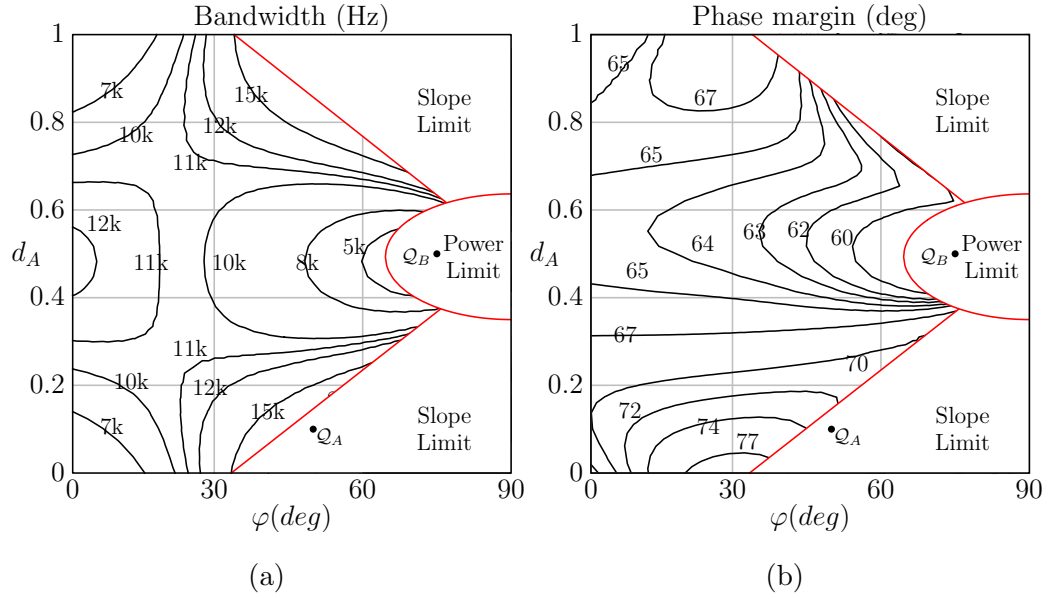 Bandwidth (Hz)
1
0.8
0.6
d_A
0.4
0.2
0
0
30
60
90
φ(deg)
7k
10k
11k
12k
15k
12k
11k
10k
8k
5k
11k
10k
12k
7k
15k
Slope
Limit
Q_B
Power
Limit
Slope
Limit
Q_A
(a)
Phase margin (deg)
1
0.8
0.6
d_A
0.4
0.2
0
0
30
60
90
φ(deg)
65
67
65
64
63
62
60
65
67
70
72
74
77
Slope
Limit
Q_B
Power
Limit
Slope
Limit
Q_A
(b)